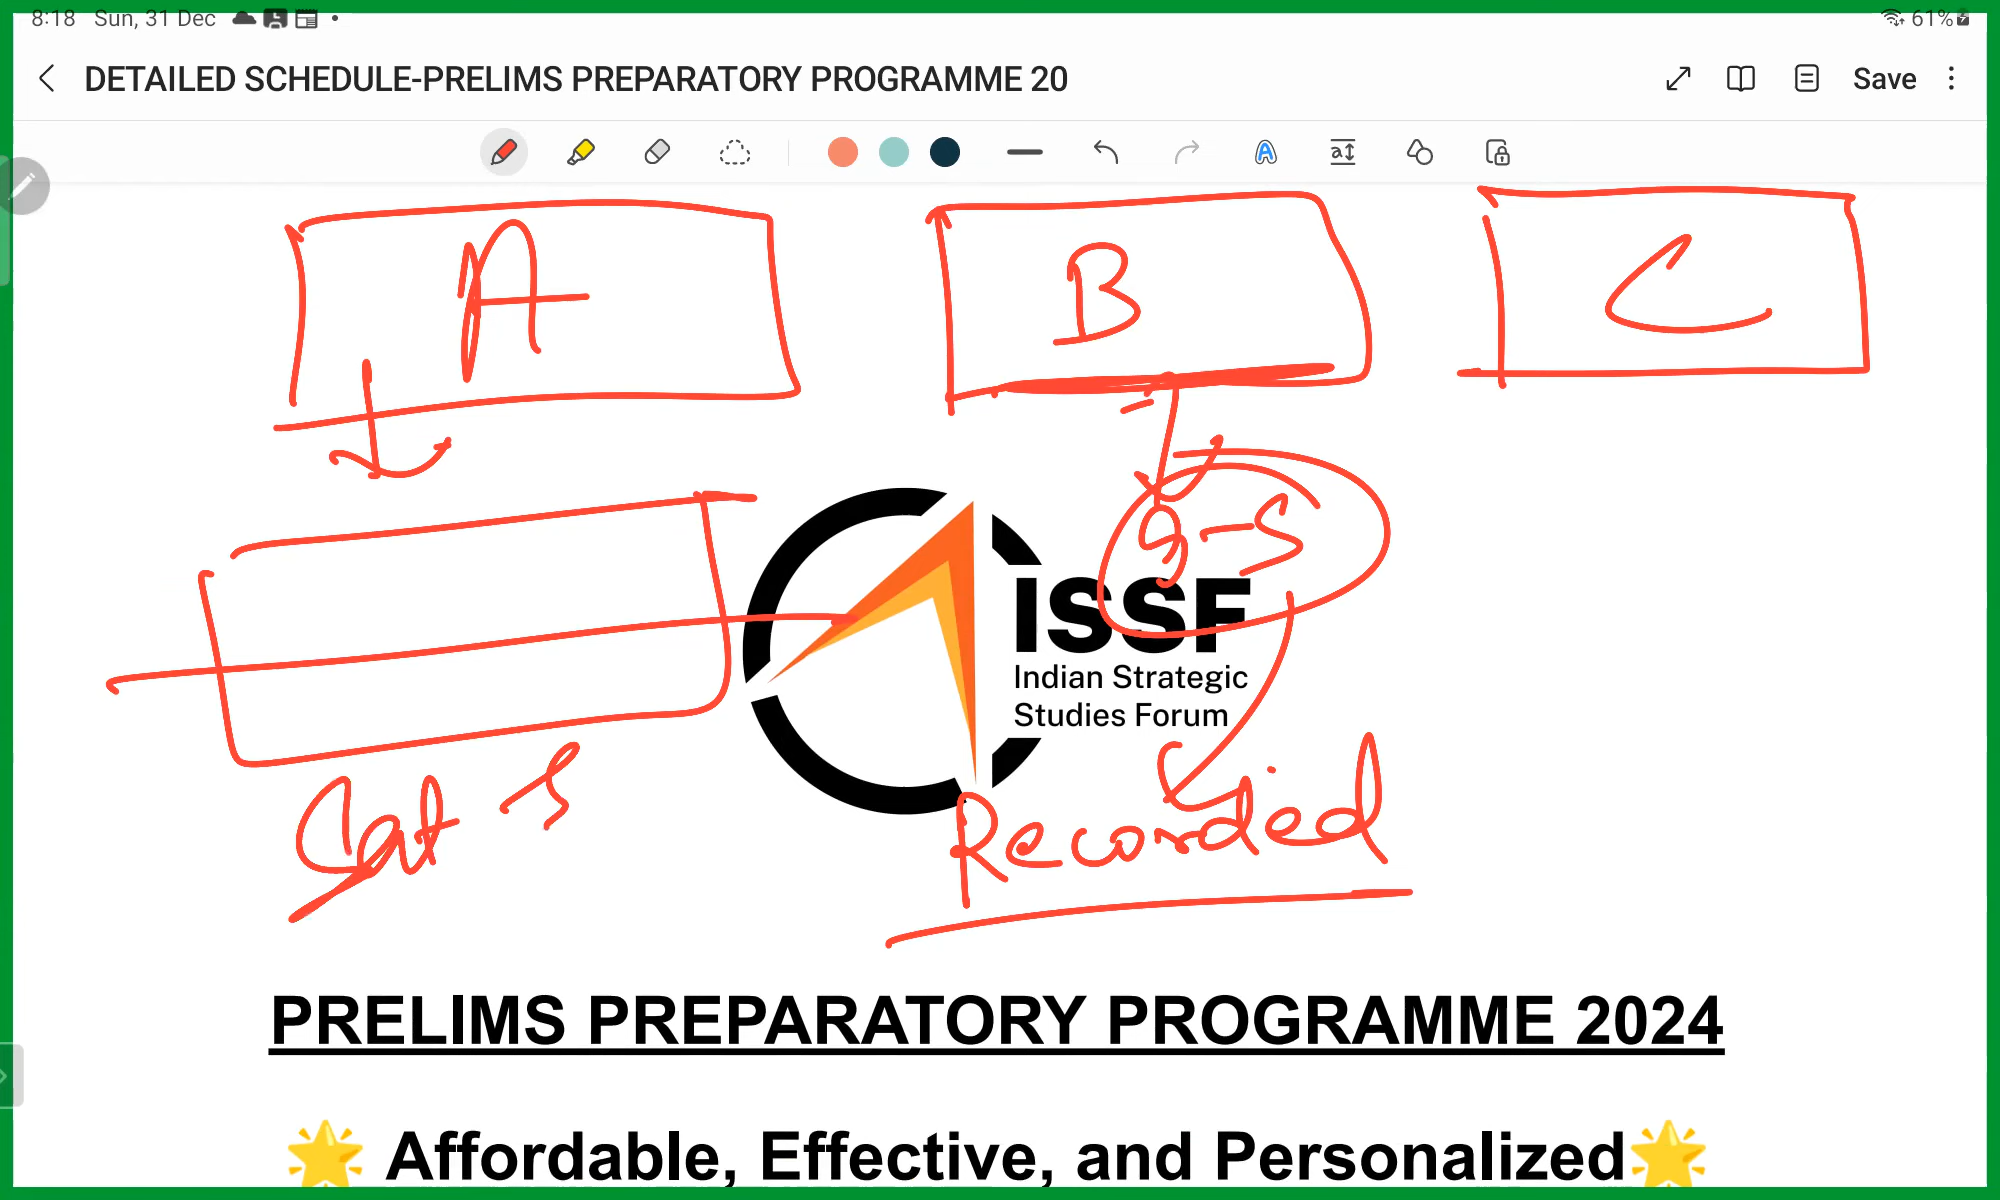 8:18 Sun, 31 Dec
61%
DETAILED SCHEDULE-PRELIMS PREPARATORY PROGRAMME 20
Save
A
B
C
9-5
ISSF
Indian Strategic
Studies Forum
Sat
Recorded
PRELIMS PREPARATORY PROGRAMME 2024
🌟 Affordable, Effective, and Personalized🌟